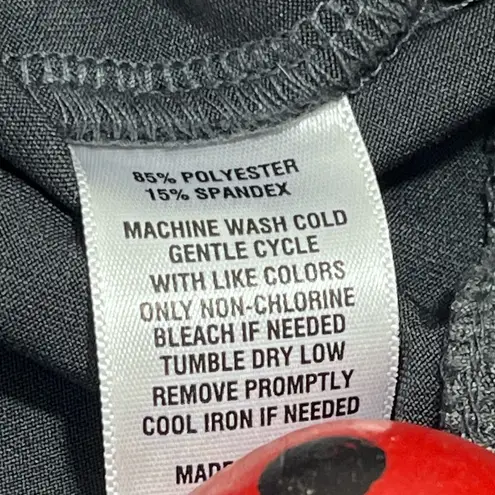 85% POLYESTER
15% SPANDEX
MACHINE WASH COLD
GENTLE CYCLE
WITH LIKE COLORS
ONLY NON-CHLORINE
BLEACH IF NEEDED
TUMBLE DRY LOW
REMOVE PROMPTLY
COOL IRON IF NEEDED